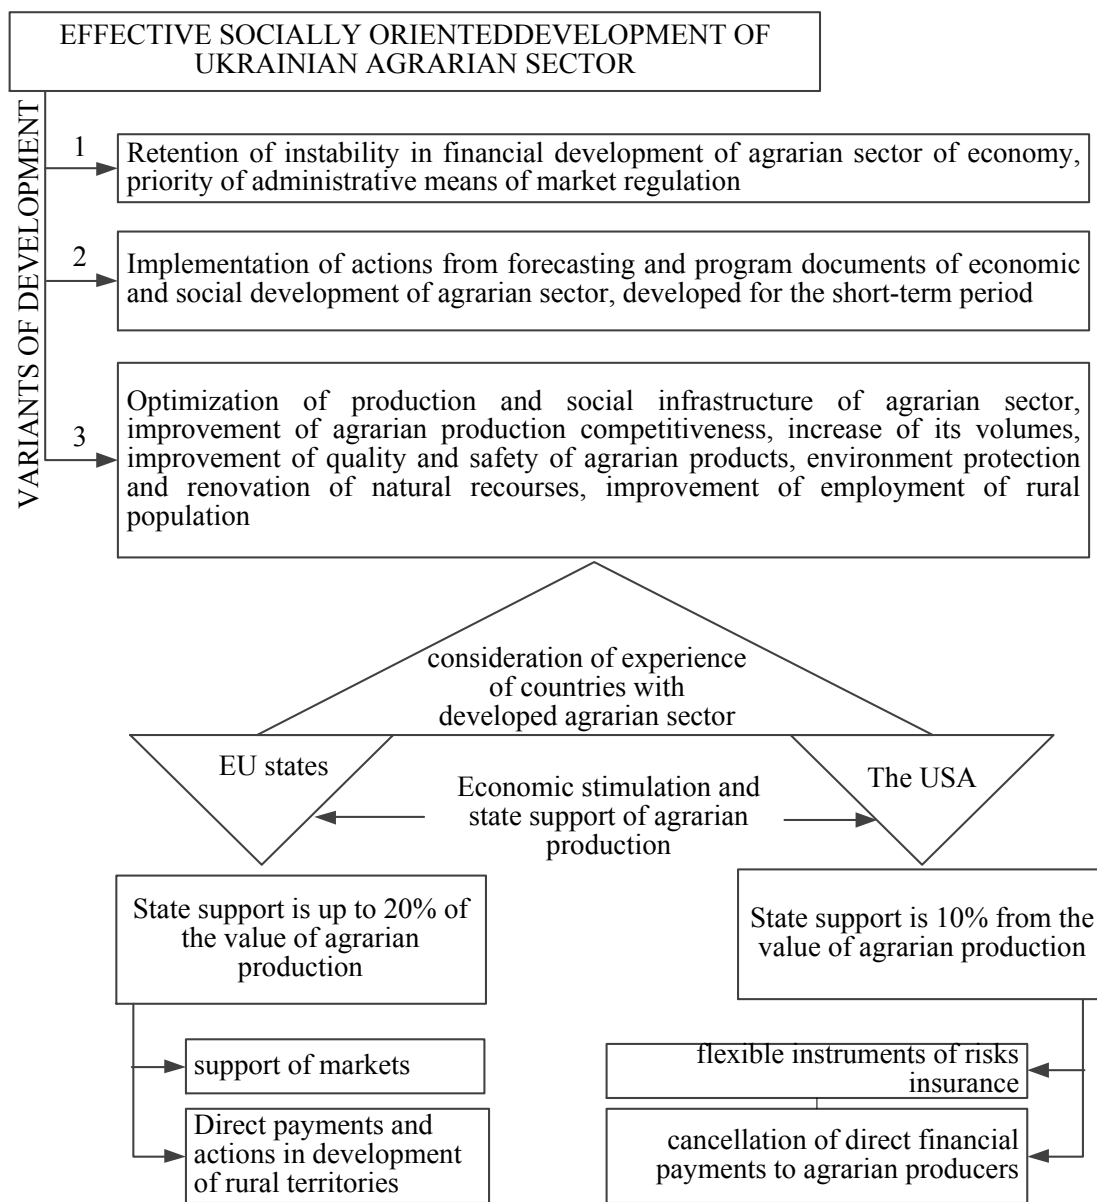 EFFECTIVE SOCIALLY ORIENTEDDEVELOPMENT OF
UKRAINIAN AGRARIAN SECTOR
VARIANTS OF DEVELOPMENT
1
Retention of instability in financial development of agrarian sector of economy,
priority of administrative means of market regulation
2
Implementation of actions from forecasting and program documents of economic
and social development of agrarian sector, developed for the short-term period
3
Optimization of production and social infrastructure of agrarian sector,
improvement of agrarian production competitiveness, increase of its volumes,
improvement of quality and safety of agrarian products, environment protection
and renovation of natural recourses, improvement of employment of rural
population
consideration of experience
of countries with
developed agrarian sector
EU states
The USA
Economic stimulation and
state support of agrarian
production
State support is up to 20% of
the value of agrarian
production
State support is 10% from the
value of agrarian production
support of markets
Direct payments and
actions in development
of rural territories
flexible instruments of risks
insurance
cancellation of direct financial
payments to agrarian producers